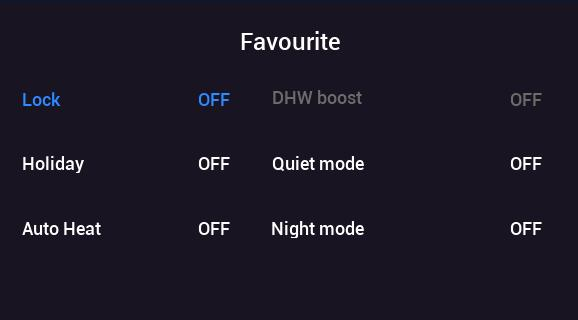 Favourite
Lock OFF DHW boost OFF
Holiday OFF Quiet mode OFF
Auto Heat OFF Night mode OFF